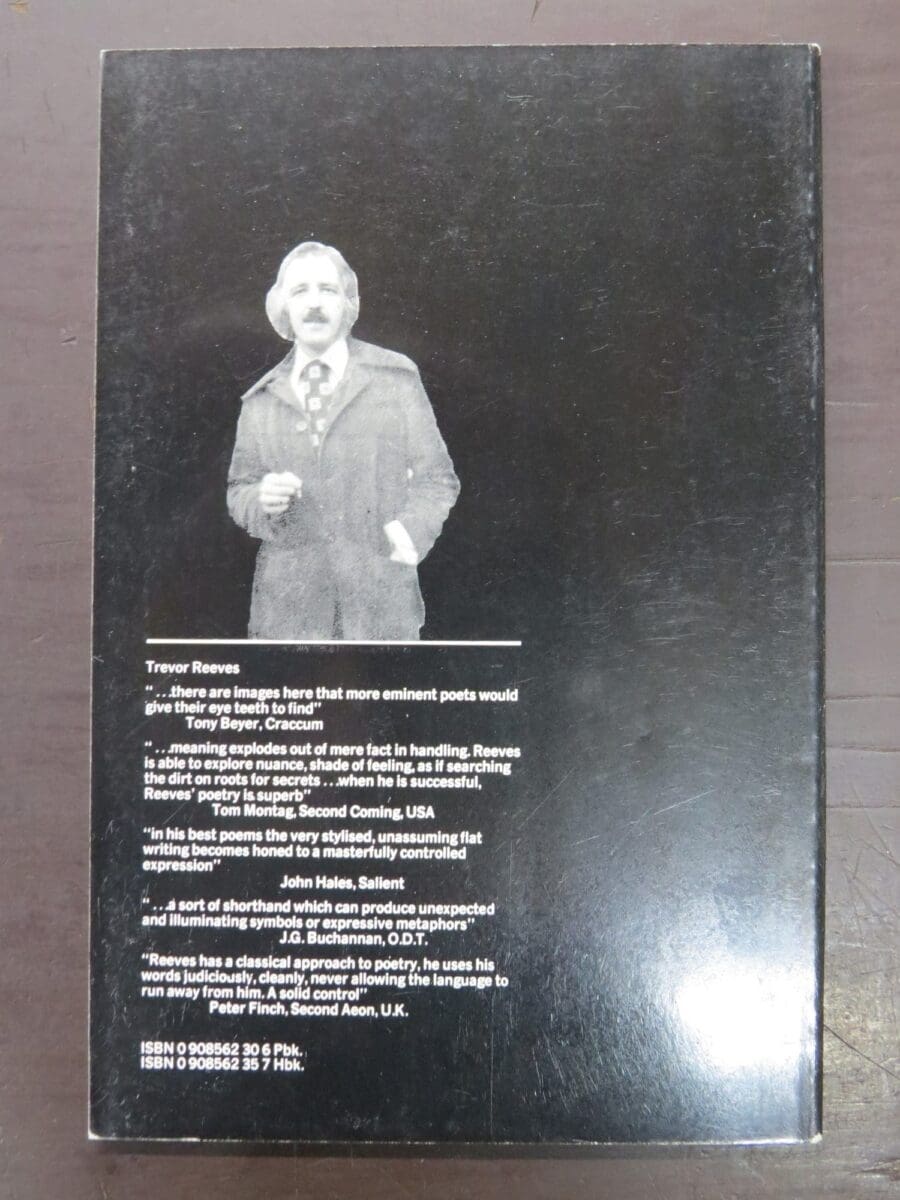 Trevor Reeves
"...there are images here that more eminent poets would
give their eye teeth to find"
Tony Beyer, Craccum
"...meaning explodes out of mere fact in handling. Reeves
is able to explore nuance, shade of feeling, as if searching
the dirt on roots for secrets...when he is successful,
Reeves' poetry is superb"
Tom Montag, Second Coming, USA
"in his best poems the very stylised, unassuming flat
writing becomes honed to a masterfully controlled
expression"
John Hales, Salient
"...a sort of shorthand which can produce unexpected
and illuminating symbols or expressive metaphors"
J.G. Buchannan, O.D.T.
"Reeves has a classical approach to poetry, he uses his
words judiciously, cleanly, never allowing the language to
run away from him. A solid control"
Peter Finch, Second Aeon, U.K.
ISBN 0 908562 30 6 Pbk.
ISBN 0 908562 35 7 Hbk.